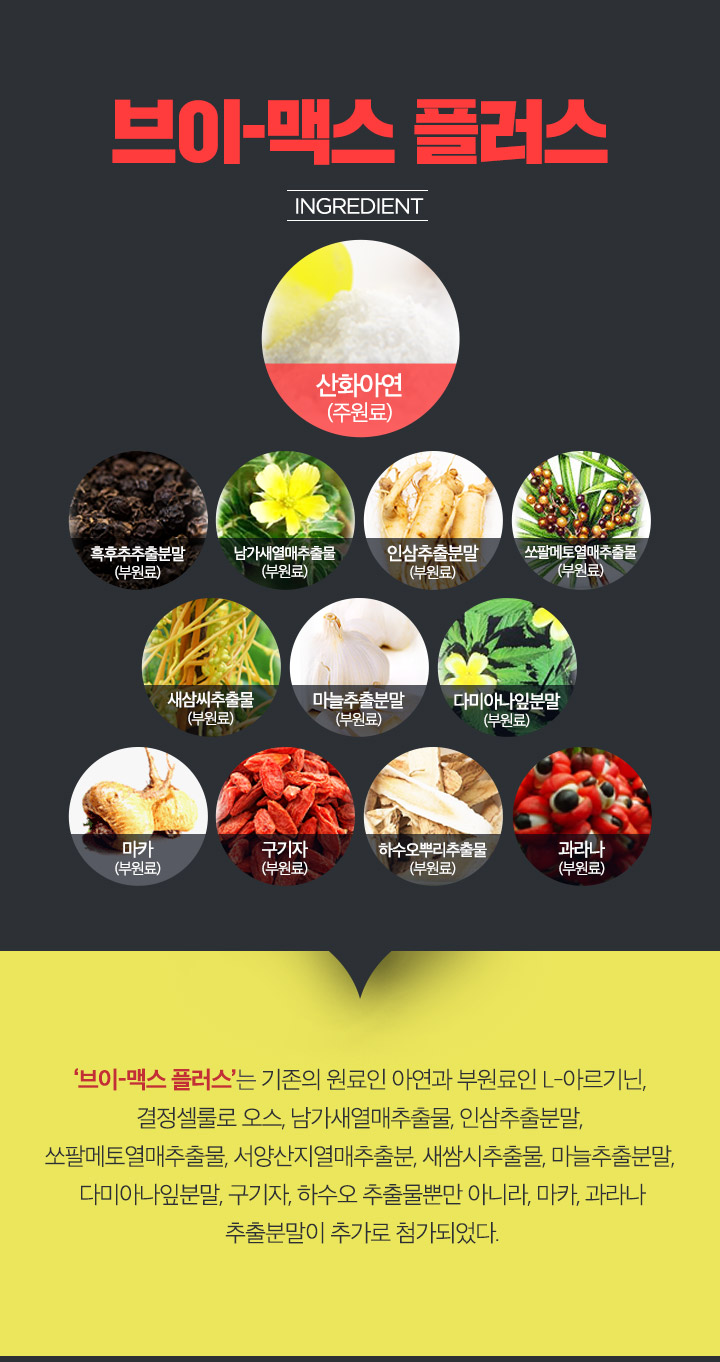 브이-맥스 플러스
INGREDIENT
산화아연
(주원료)
흑후추추출분말
(부원료)
남가새열매추출물
(부원료)
인삼추출분말
(부원료)
쏘팔메토열매추출물
(부원료)
새삼씨추출물
(부원료)
마늘추출분말
(부원료)
다미아나잎분말
(부원료)
마카
(부원료)
구기자
(부원료)
하수오뿌리추출물
(부원료)
과라나
(부원료)
‘브이-맥스 플러스’는 기존의 원료인 아연과 부원료인 L-아르기닌,
결정셀룰로 오스, 남가새열매추출물, 인삼추출분말,
쏘팔메토열매추출물, 서양산지열매추출분, 새쌈시추출물, 마늘추출분말,
다미아나잎분말, 구기자, 하수오 추출물뿐만 아니라, 마카, 과라나
추출분말이 추가로 첨가되었다.